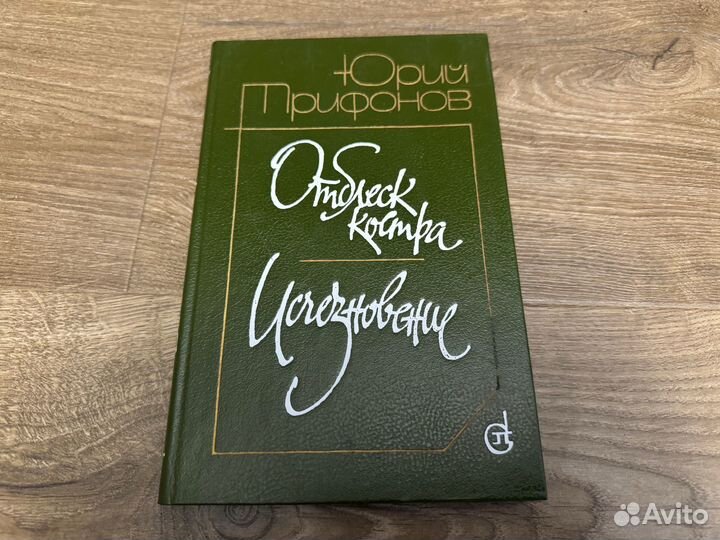 Юрий
Трифонов
Отблеск
костра
Исчезновение
Avito